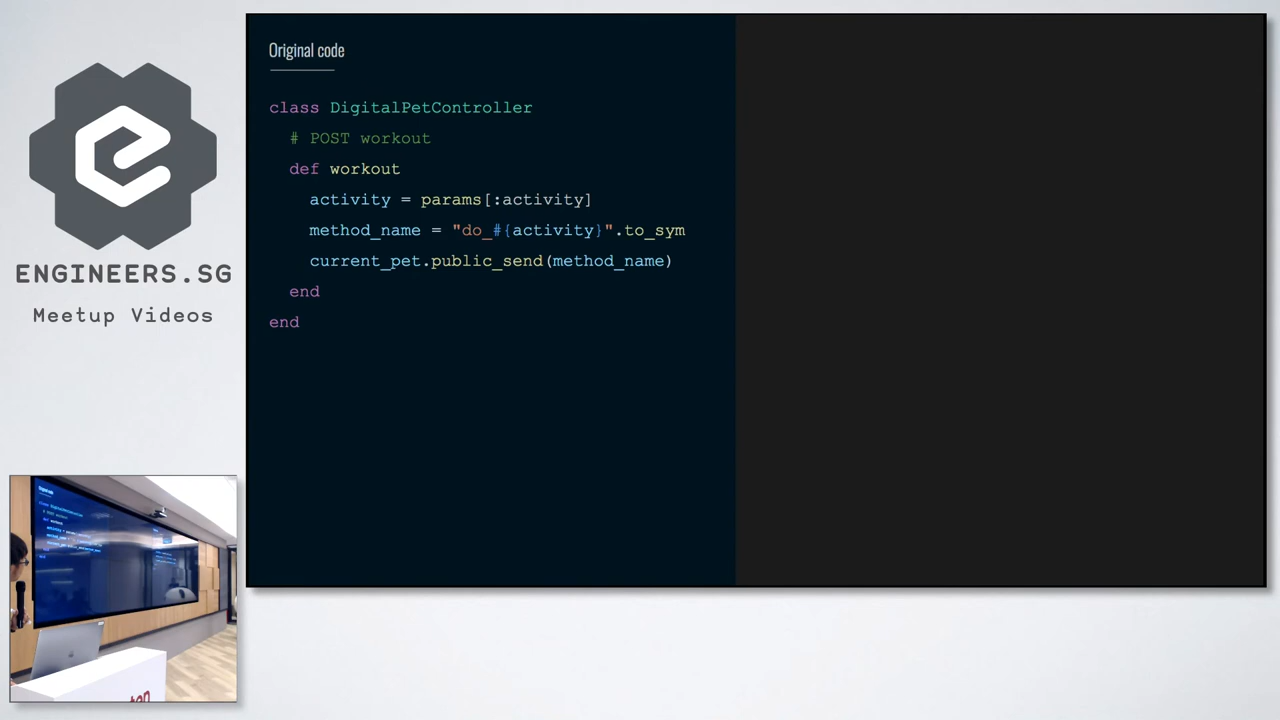 Original code
class DigitalPetController
# POST workout
def workout
activity = params[:activity]
method_name = "do_#{activity}".to_sym
current_pet.public_send(method_name)
end
end
ENGINEERS.SG
Meetup Videos